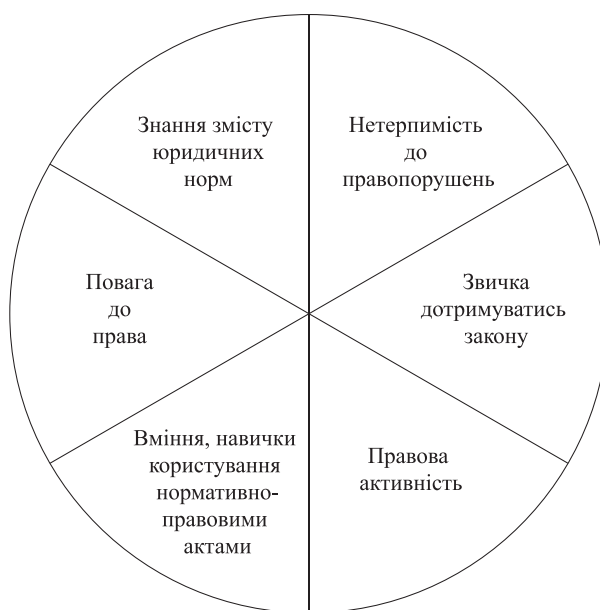 Знання змісту
юридичних
норм
Нетерпимість
до
правопорушень
Повага
до
права
Звичка
дотримуватись
закону
Вміння, навички
користування
нормативно-
правовими
актами
Правова
активність